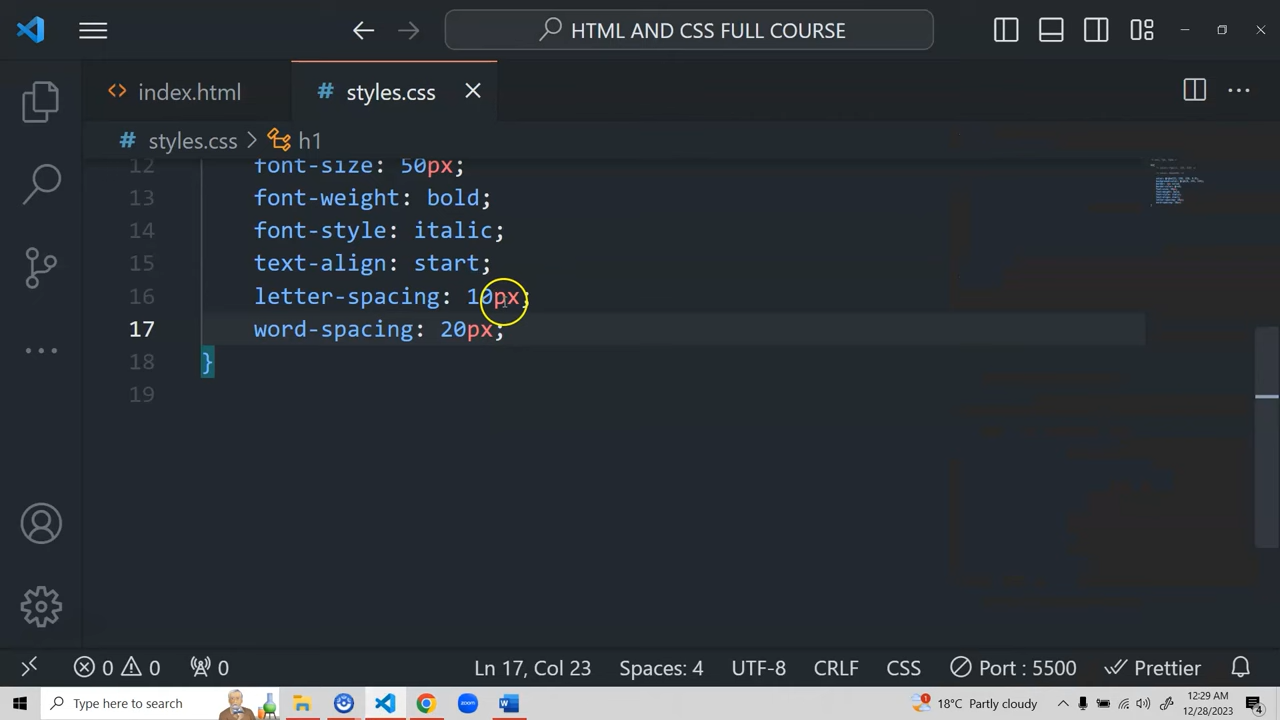 HTML AND CSS FULL COURSE
<> index.html
# styles.css
# styles.css > h1
12 font-size: 50px;
13 font-weight: bold;
14 font-style: italic;
15 text-align: start;
16 letter-spacing: 10px;
17 word-spacing: 20px;
18 }
19
0 0 0 Ln 17, Col 23 Spaces: 4 UTF-8 CRLF CSS Port : 5500 Prettier
Type here to search 18°C Partly cloudy 12:29 AM
12/28/2023 4